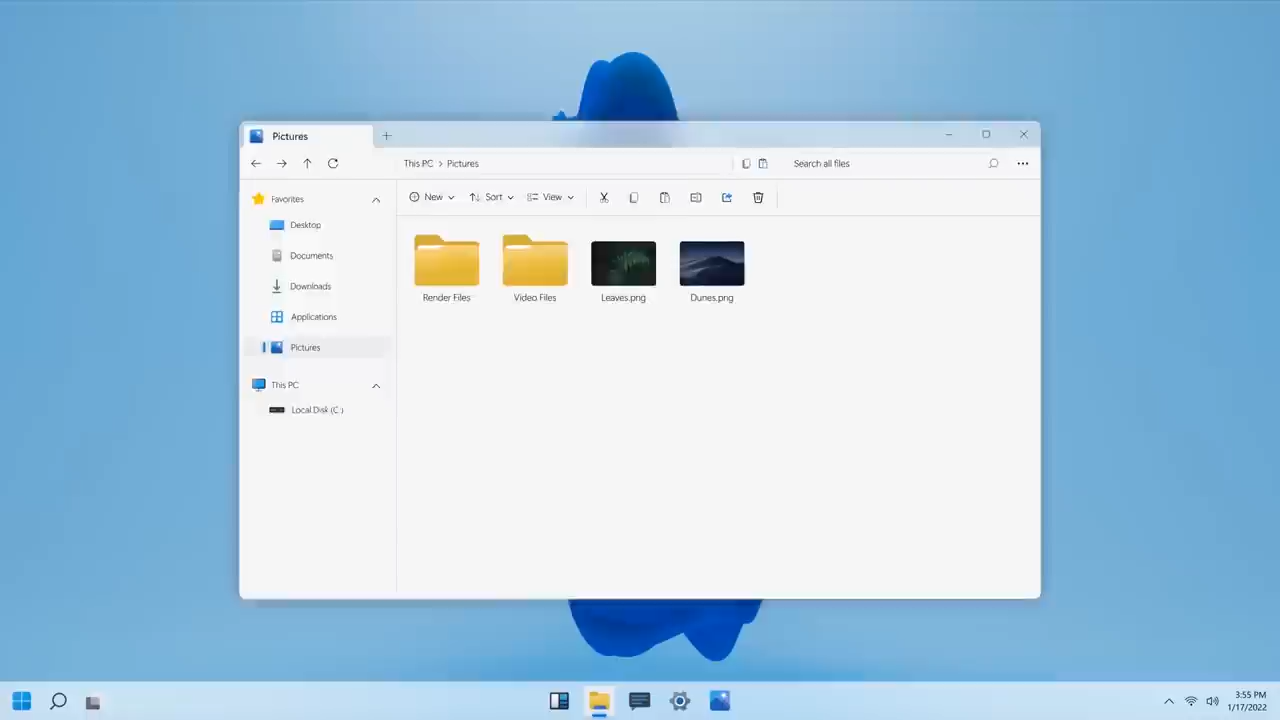 Pictures
This PC > Pictures
Search all files
Favorites
New
Sort
View
Desktop
Documents
Downloads
Applications
Pictures
This PC
Local Disk (C:)
Render Files
Video Files
Leaves.png
Dunes.png
3:55 PM
1/17/2022